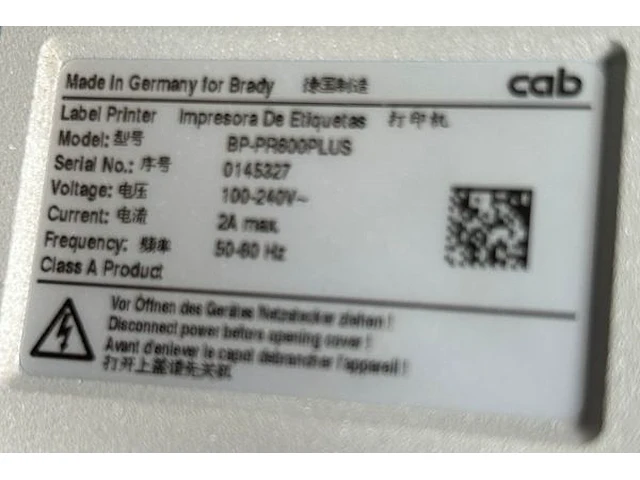 Made In Germany for Brady 德国制造 cab
Label Printer Impresora De Etiquetas 打印机
Model: 型号 BP-PR600PLUS
Serial No.: 序号 0145327
Voltage: 电压 100-240V~
Current: 电流 2A max.
Frequency: 频率 50-60 Hz
Class A Product
Vor Öffnen des Gerätes Netzstecker ziehen !
Disconnect power before opening cover !
Avant d'enlever le capot debrancher l'appareil !
打开上盖请先关机